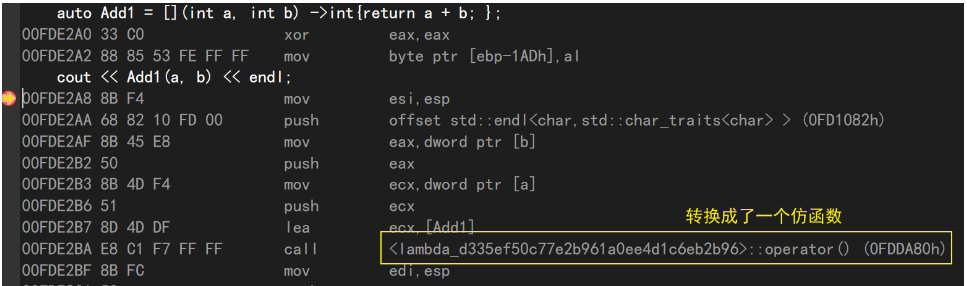 auto Add1 = [](int a, int b) ->int{return a + b; };
00FDE2A0 33 C0 xor eax,eax
00FDE2A2 88 85 53 FE FF FF mov byte ptr [ebp-1ADh],al
cout << Add1(a, b) << endl;
00FDE2A8 8B F4 mov esi,esp
00FDE2AA 68 82 10 FD 00 push offset std::endl<char,std::char_traits<char> > (0FD1082h)
00FDE2AF 8B 45 E8 mov eax,dword ptr [b]
00FDE2B2 50 push eax
00FDE2B3 8B 4D F4 mov ecx,dword ptr [a]
00FDE2B6 51 push ecx
转换成了一个仿函数
00FDE2B7 8D 4D DF lea ecx,[Add1]
00FDE2BA E8 C1 F7 FF FF call <lambda_d335ef50c77e2b961a0ee4d1c6eb2b96>::operator() (0FDDA80h)
00FDE2BF 8B FC mov edi,esp